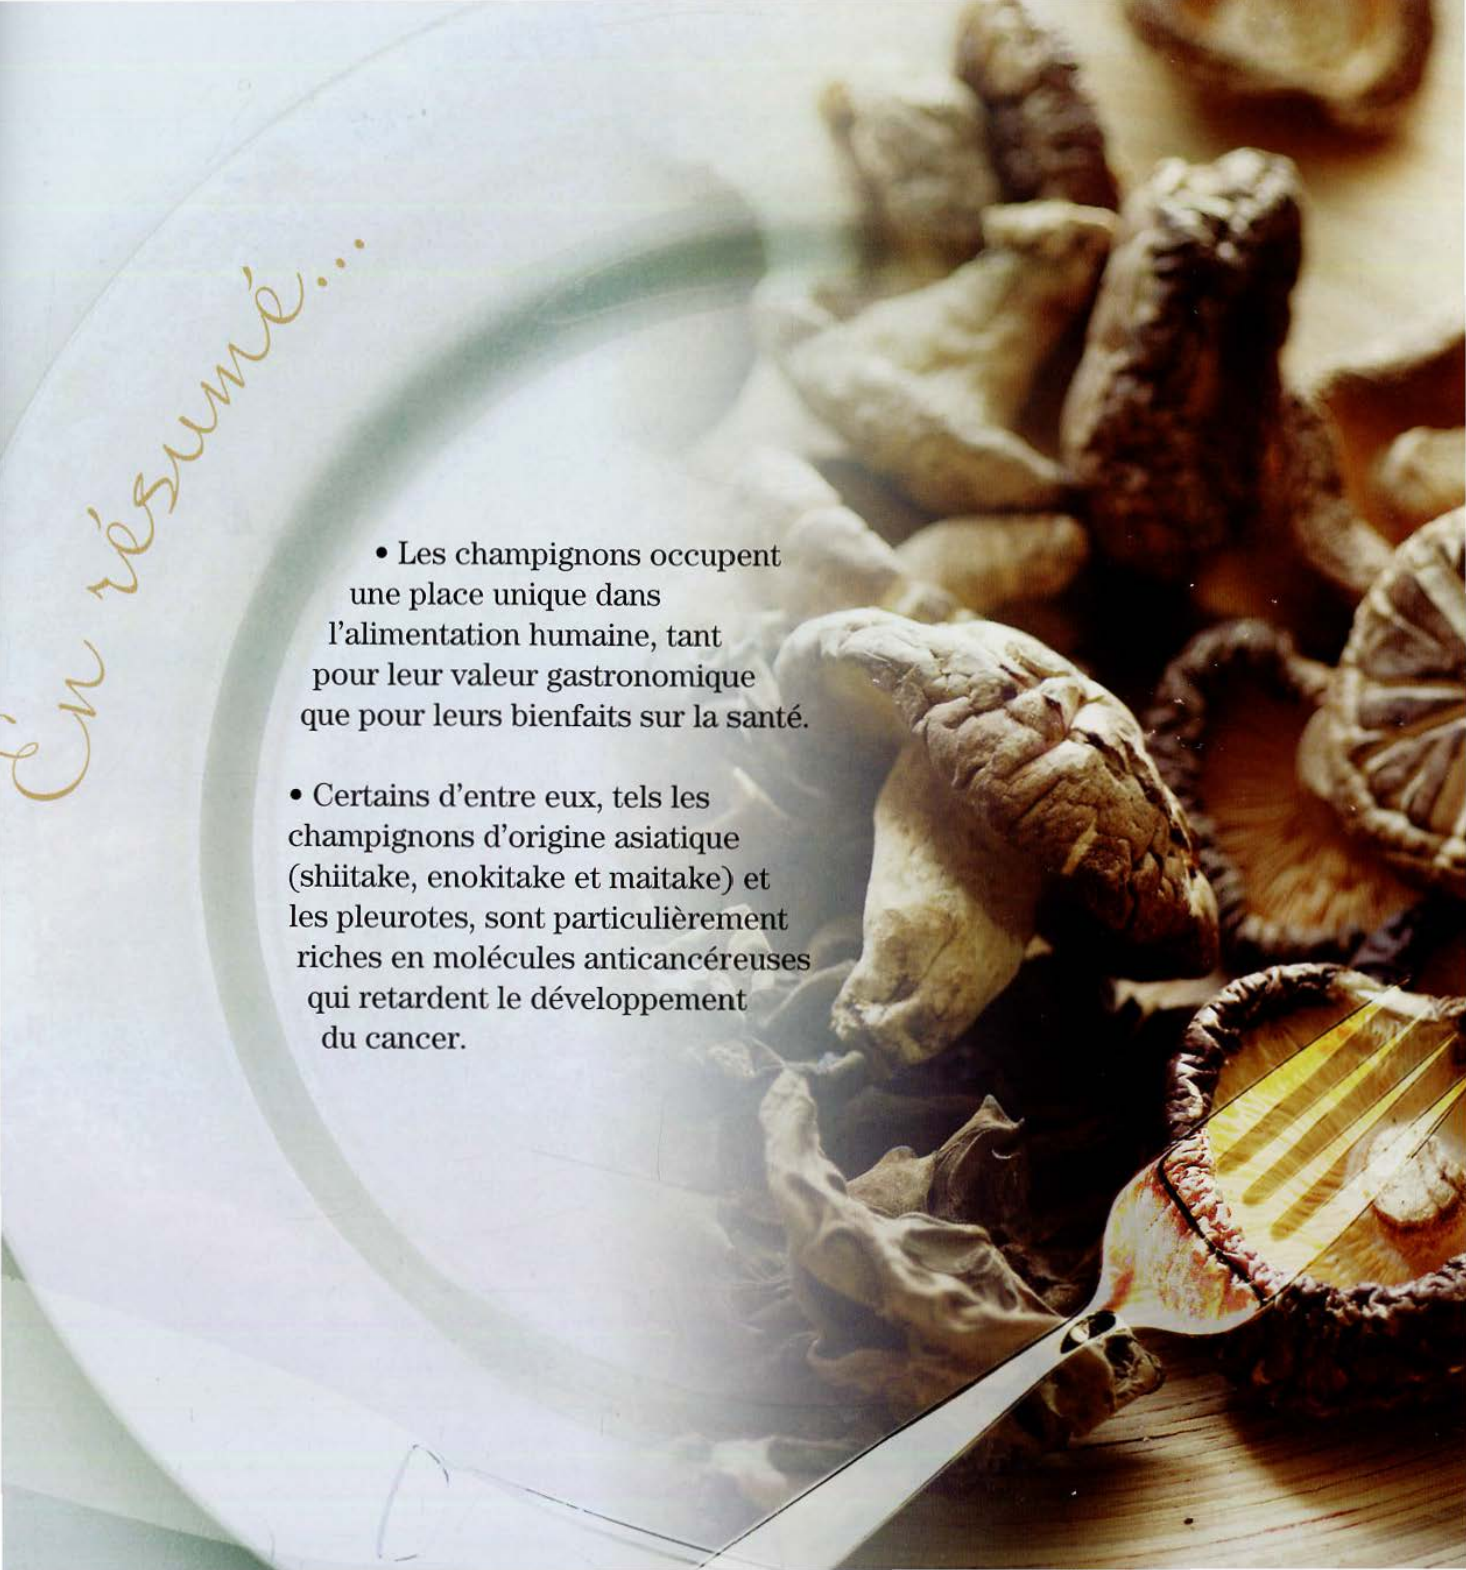 En résumé...
• Les champignons occupent
une place unique dans
l'alimentation humaine, tant
pour leur valeur gastronomique
que pour leurs bienfaits sur la santé.
• Certains d'entre eux, tels les
champignons d'origine asiatique
(shiitake, enokitake et maitake) et
les pleurotes, sont particulièrement
riches en molécules anticancéreuses
qui retardent le développement
du cancer.